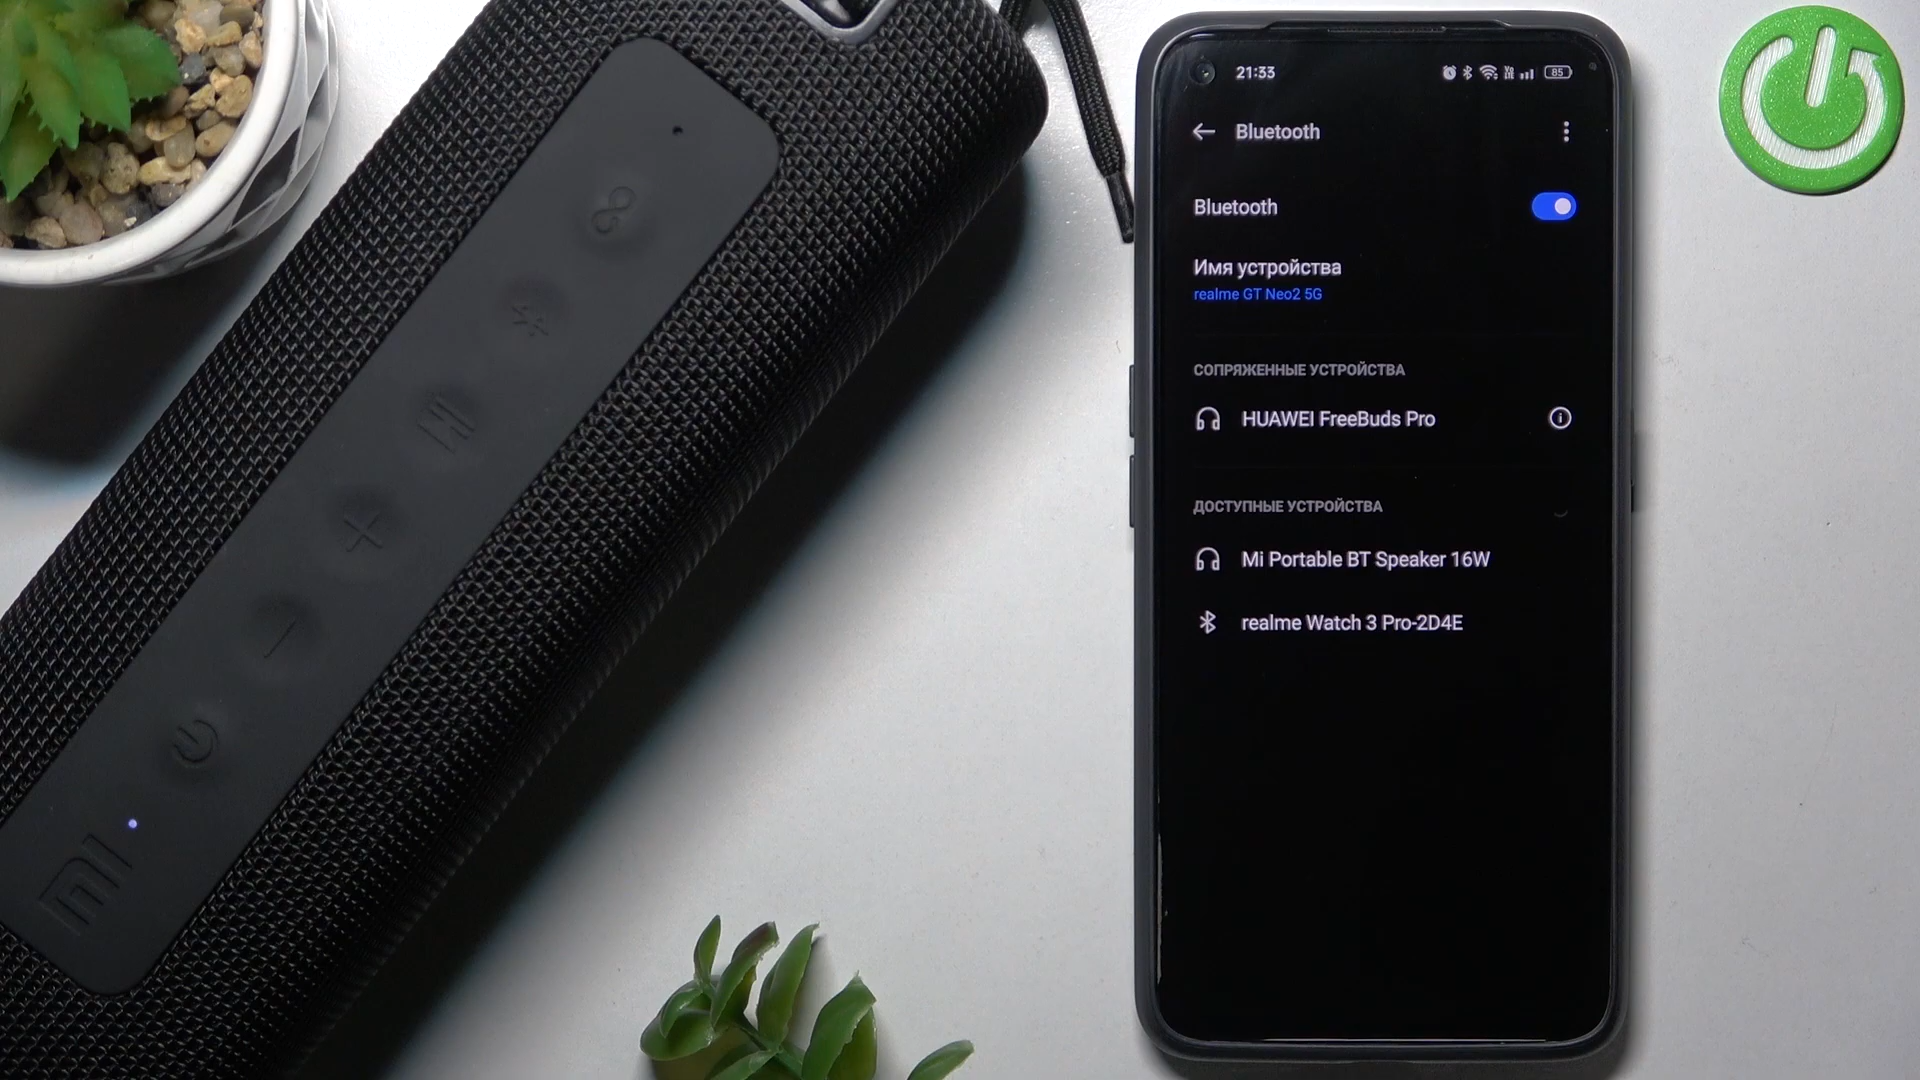 mi
21:33
85
Bluetooth
Bluetooth
Имя устройства
realme GT Neo2 5G
СОПРЯЖЕННЫЕ УСТРОЙСТВА
HUAWEI FreeBuds Pro
ДОСТУПНЫЕ УСТРОЙСТВА
Mi Portable BT Speaker 16W
realme Watch 3 Pro-2D4E